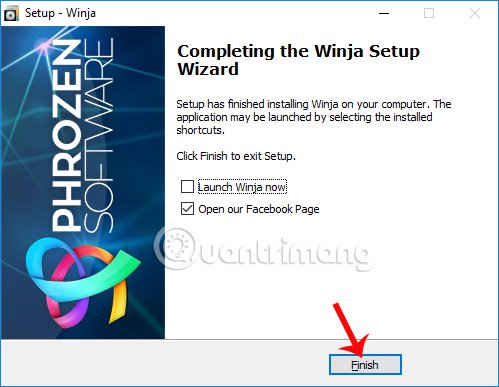 Setup - Winja
PHROZEN
SOFTWARE
Completing the Winja Setup
Wizard
Setup has finished installing Winja on your computer. The
application may be launched by selecting the installed
shortcuts.
Click Finish to exit Setup.
Launch Winja now
Open our Facebook Page
Quantrimang
Finish